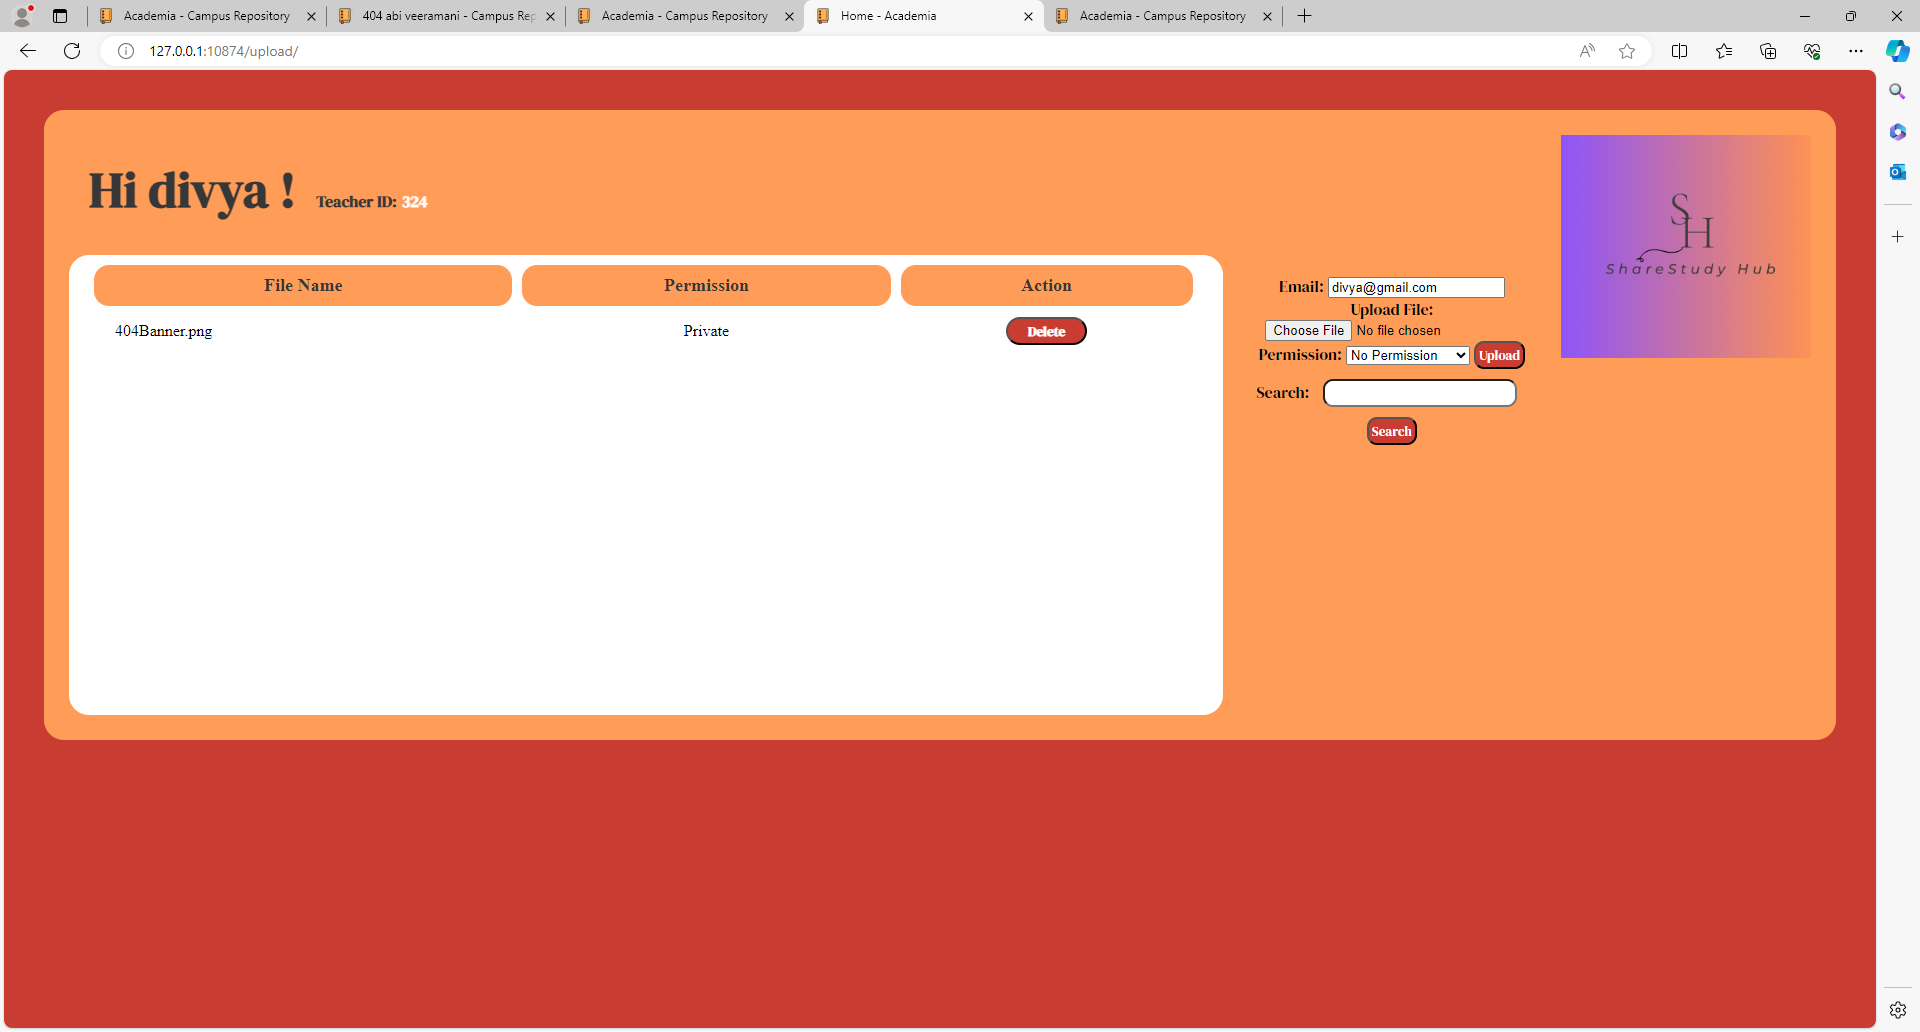 Academia - Campus Repository
404 abi veeramani - Campus Rep
Academia - Campus Repository
Home - Academia
Academia - Campus Repository
127.0.0.1:10874/upload/
Hi divya ! Teacher ID: 324
SH
ShareStudy Hub
File Name Permission Action
404Banner.png Private Delete
Email: divya@gmail.com
Upload File:
Choose File No file chosen
Permission: No Permission Upload
Search:
Search